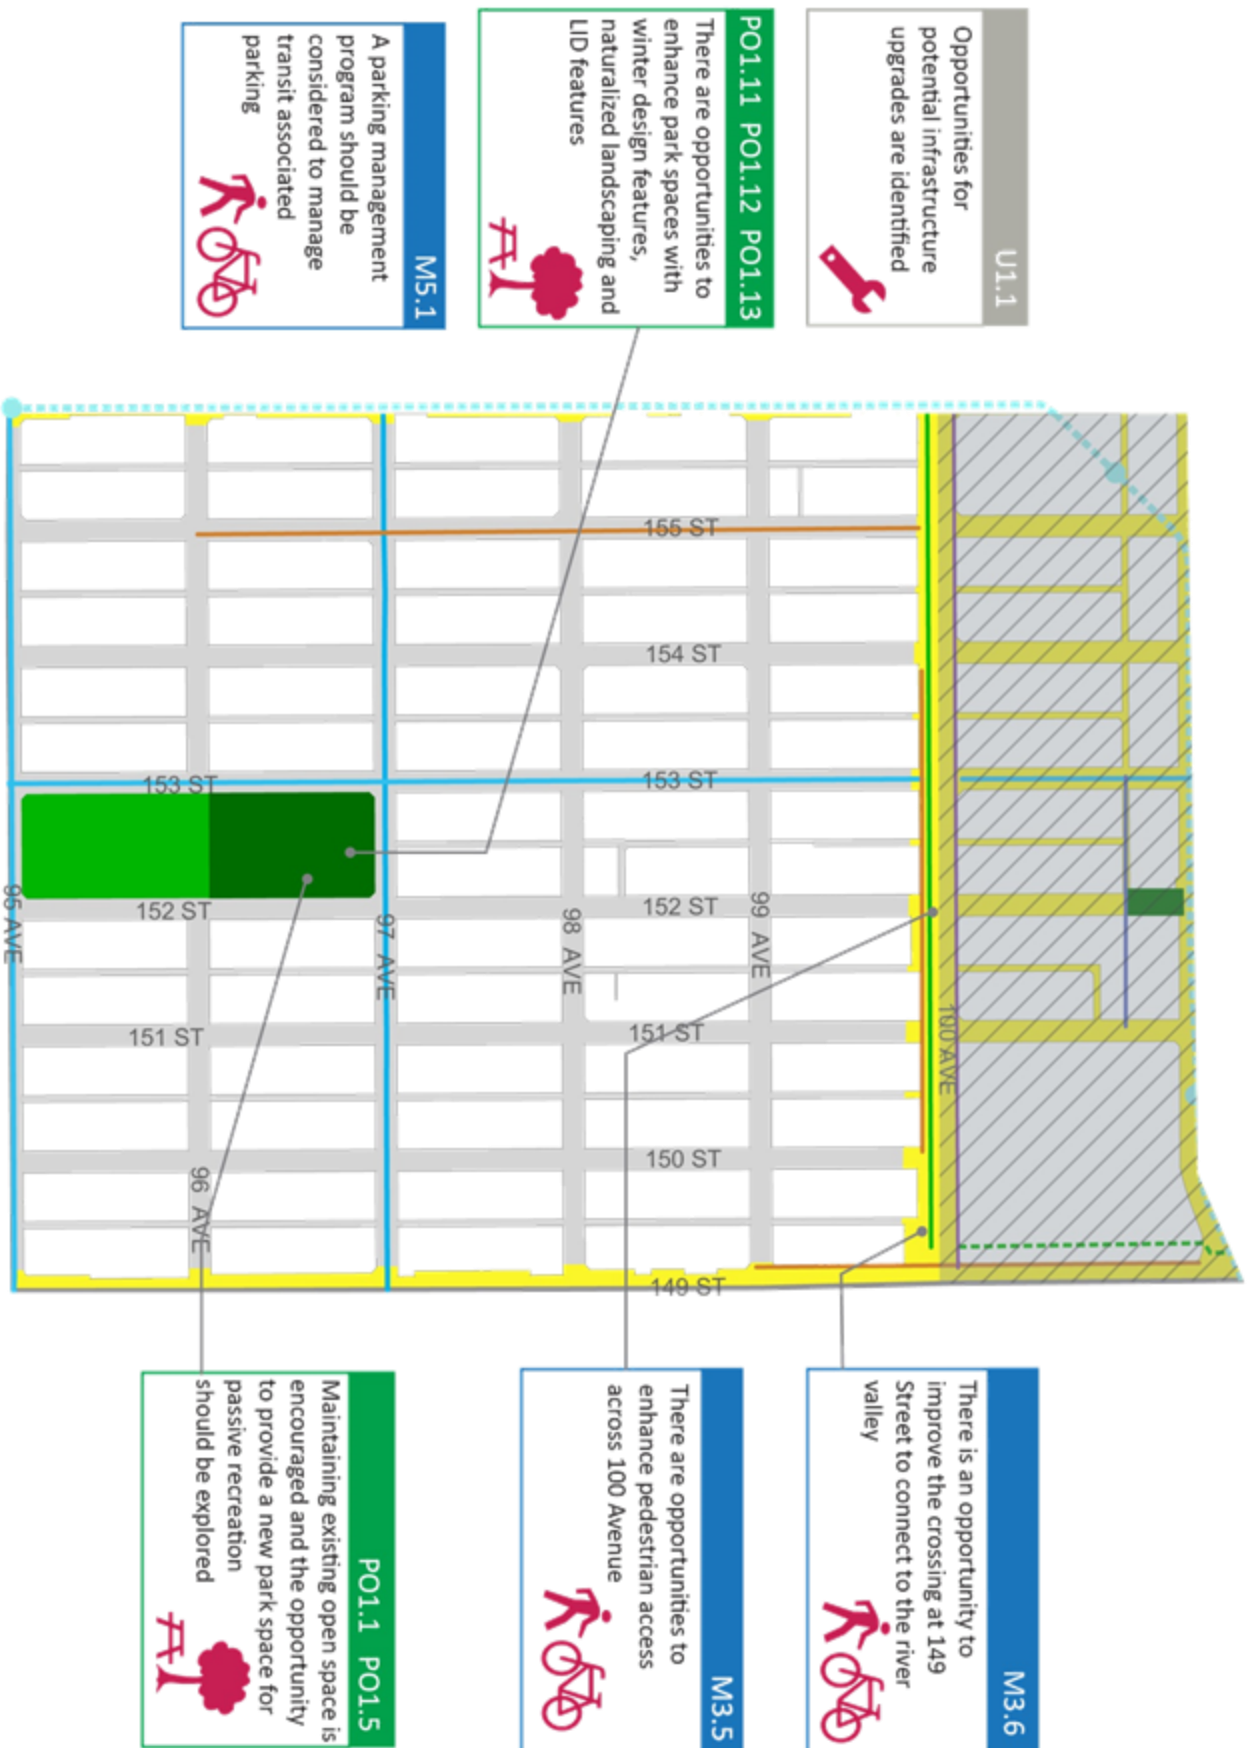 U1.1
Opportunities for
potential infrastructure
upgrades are identified
PO1.11 PO1.12 PO1.13
There are opportunities to
enhance park spaces with
winter design features,
naturalized landscaping and
LID features
M5.1
A parking management
program should be
considered to manage
transit associated
parking
100 AVE
155 ST
154 ST
153 ST
152 ST
151 ST
150 ST
149 ST
99 AVE
98 AVE
97 AVE
153 ST
152 ST
151 ST
96 AVE
95 AVE
M3.6
There is an opportunity to
improve the crossing at 149
Street to connect to the river
valley
M3.5
There are opportunities to
enhance pedestrian access
across 100 Avenue
PO1.1 PO1.5
Maintaining existing open space is
encouraged and the opportunity
to provide a new park space for
passive recreation
should be explored